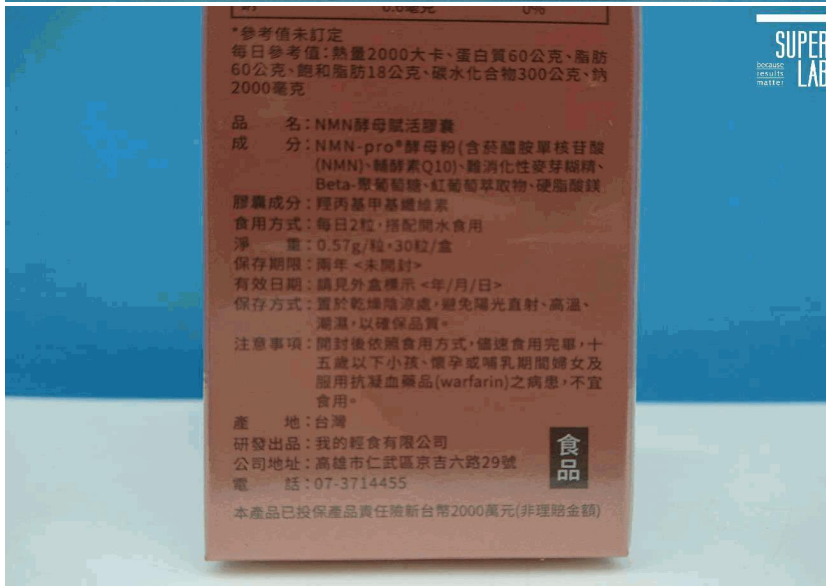 0.0毫克 0%
*參考值未訂定
每日參考值：熱量2000大卡、蛋白質60公克、脂肪
60公克、飽和脂肪18公克、碳水化合物300公克、鈉
2000毫克
品 名：NMN酵母賦活膠囊
成 分：NMN-pro®酵母粉(含菸醯胺單核苷酸
(NMN)、輔酵素Q10)、難消化性麥芽糊精、
Beta-聚葡萄糖、紅葡萄萃取物、硬脂酸鎂
膠囊成分：羥丙基甲基纖維素
食用方式：每日2粒，搭配開水食用
淨 重：0.57g/粒，30粒/盒
保存期限：兩年 <未開封>
有效日期：請見外盒標示 <年/月/日>
保存方式：置於乾燥陰涼處，避免陽光直射、高溫、
潮濕，以確保品質。
注意事項：開封後依照食用方式，儘速食用完畢，十
五歲以下小孩、懷孕或哺乳期間婦女及
服用抗凝血藥品(warfarin)之病患，不宜
食用。
產 地：台灣
研發出品：我的輕食有限公司
公司地址：高雄市仁武區京吉六路29號
電 話：07-3714455
食品
本產品已投保產品責任險新台幣2000萬元(非理賠金額)
SUPER
because
results
matter
LAB